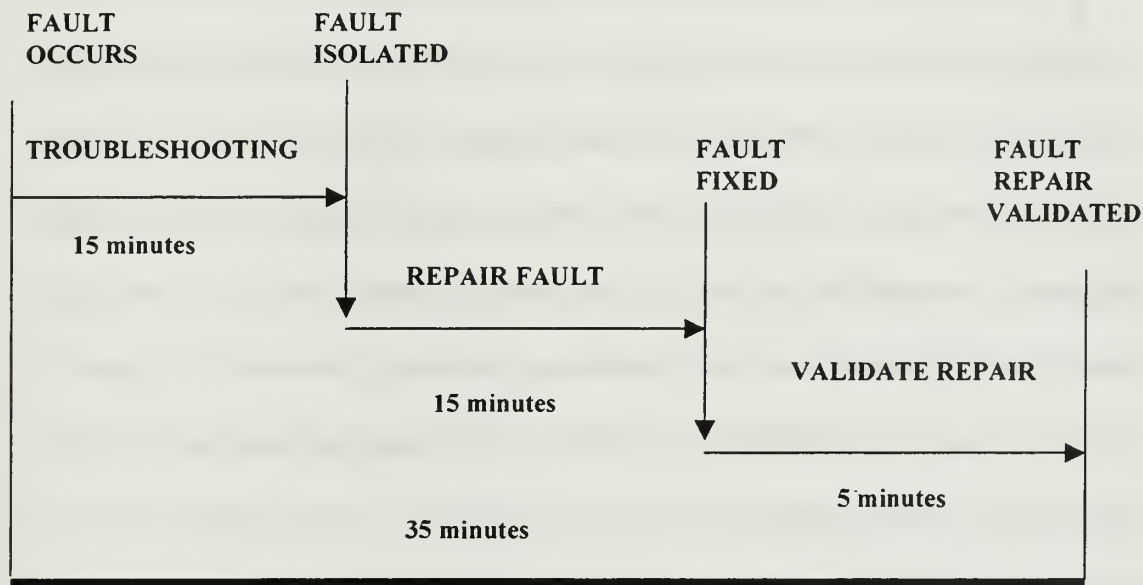 FAULT
OCCURS
FAULT
ISOLATED
TROUBLESHOOTING
15 minutes
FAULT
FIXED
FAULT
REPAIR
VALIDATED
REPAIR FAULT
15 minutes
VALIDATE REPAIR
5 minutes
35 minutes